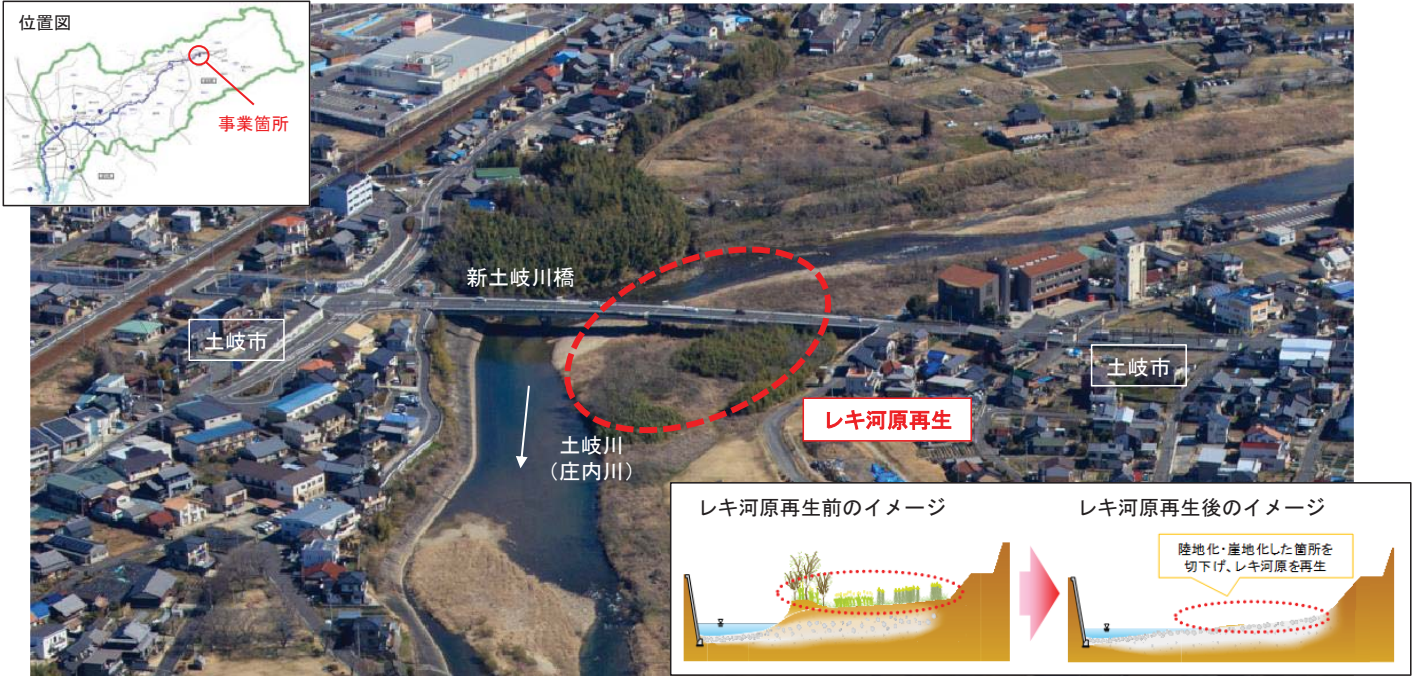 位置図
事業箇所
新土岐川橋
土岐市
土岐市
レキ河原再生
土岐川
(庄内川)
レキ河原再生前のイメージ
レキ河原再生後のイメージ
陸地化・崖地化した箇所を
切下げ、レキ河原を再生